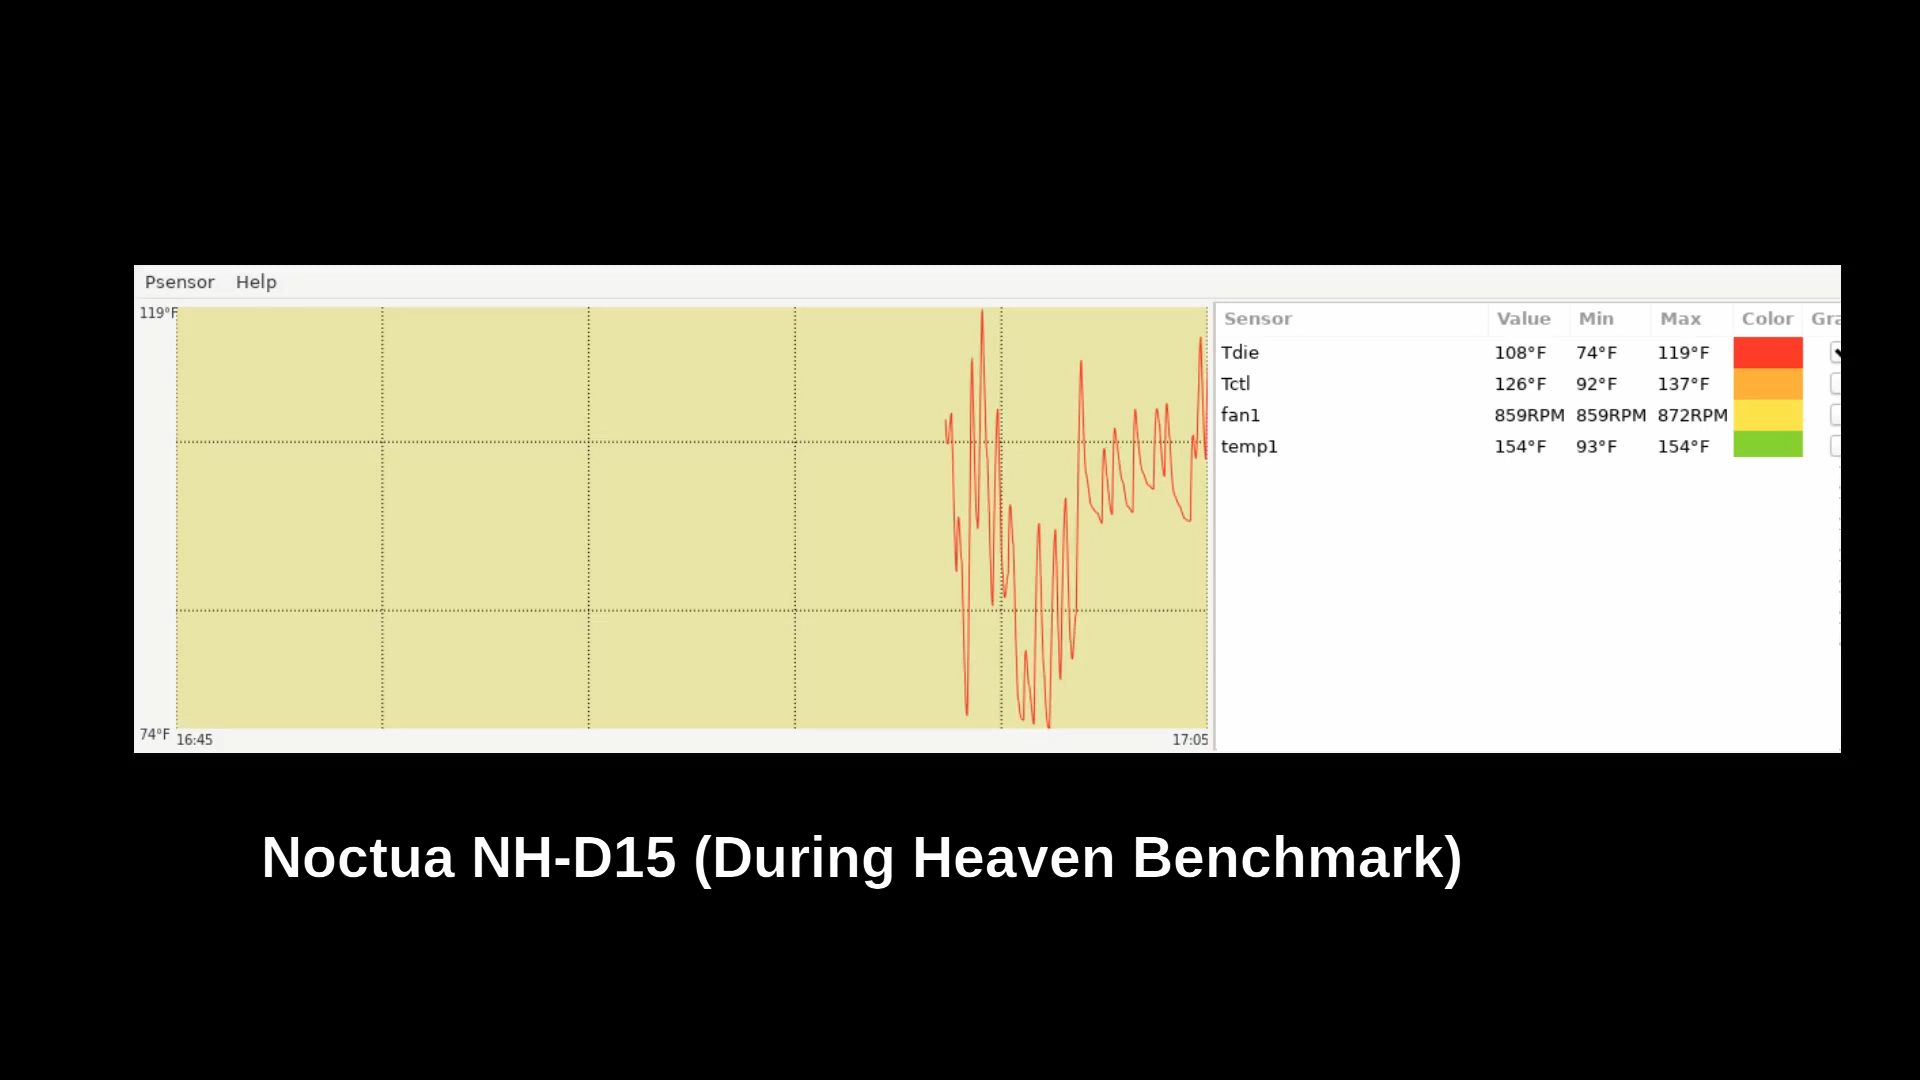 Psensor Help
119°F
Sensor Value Min Max Color Gra
Tdie 108°F 74°F 119°F
Tctl 126°F 92°F 137°F
fan1 859RPM 859RPM 872RPM
temp1 154°F 93°F 154°F
74°F 16:45 17:05
Noctua NH-D15 (During Heaven Benchmark)